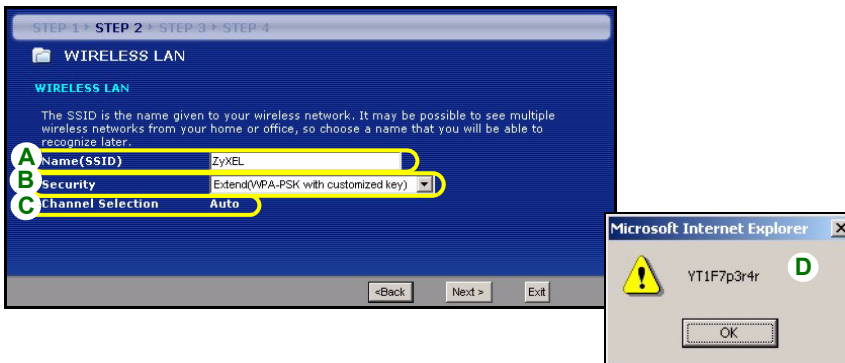 STEP 1 › STEP 2 › STEP 3 › STEP 4
WIRELESS LAN
WIRELESS LAN
The SSID is the name given to your wireless network. It may be possible to see multiple
wireless networks from your home or office, so choose a name that you will be able to
recognize later.
A Name(SSID) ZyXEL
B Security Extend(WPA-PSK with customized key)
C Channel Selection Auto
<Back Next > Exit
Microsoft Internet Explorer X
YT1F7p3r4r D
OK